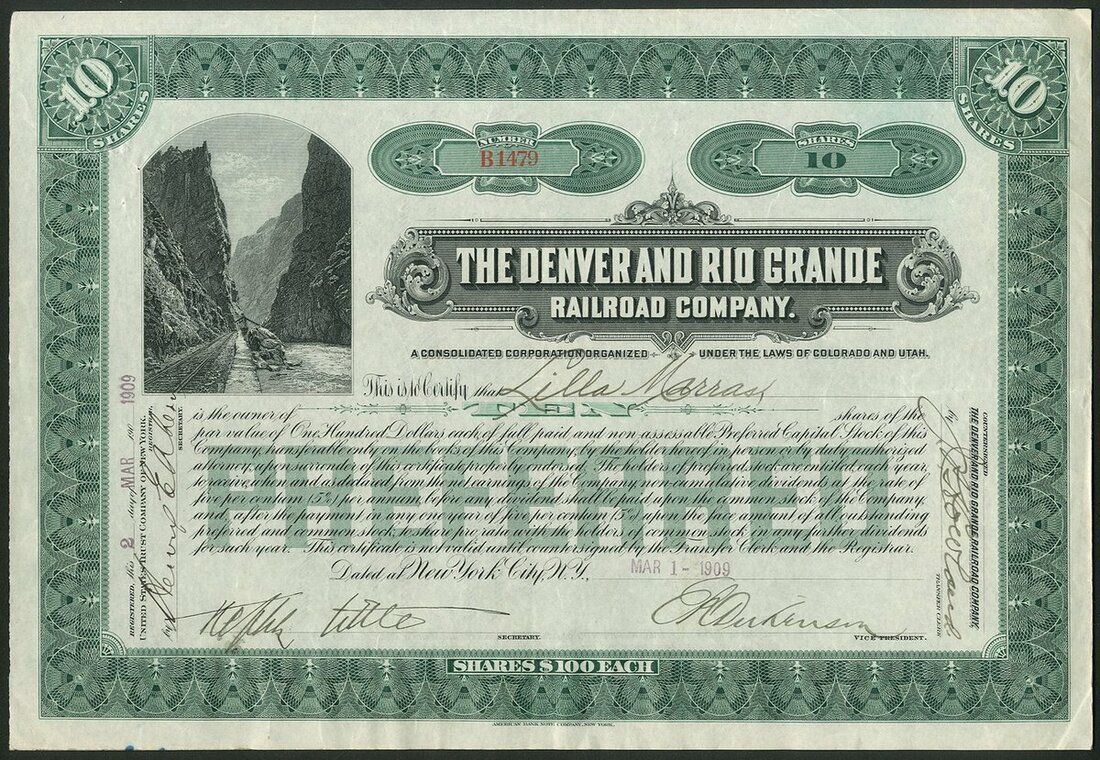 10
SHARES
10
SHARES
NUMBER
B1479
SHARES
10
THE DENVER AND RIO GRANDE
RAILROAD COMPANY.
A CONSOLIDATED CORPORATION ORGANIZED UNDER THE LAWS OF COLORADO AND UTAH.
This is to Certify that Lilla
is the owner of TEN shares of the
par value of One Hundred Dollars each of full paid and non-assessable Preferred Capital Stock of this
Company, transferable only on the books of this company by the holder hereof in person or by duly authorized
attorney, on surrender of this certificate properly endorsed. The holders of preferred stock are entitled each year,
to receive, when and as declared from the net earnings of the Company non-cumulative dividends at the rate of
five per centum (5%) per annum, before any dividend shall be paid upon the common stock of the Company
and, after the payment in any one year of five per centum (5%) upon the face amount of all outstanding
preferred and common stock, to share pro rata with the holders of common stock in any further dividends
for such year. This certificate is not valid until countersigned by the Transfer Clerk and the Registrar.
PREFERRED
Dated at New York City, N.Y. MAR 1 - 1909
SECRETARY.
VICE PRESIDENT.
SHARES $100 EACH
AMERICAN BANK NOTE COMPANY, NEW YORK.
REGISTERED, this 2 day of MAR 190 1909
UNITED STATES TRUST COMPANY OF NEW YORK,
REGISTRAR,
by
SECRETARY.
COUNTERSIGNED
THE DENVER AND RIO GRANDE RAILROAD COMPANY,
by
TRANSFER CLERK